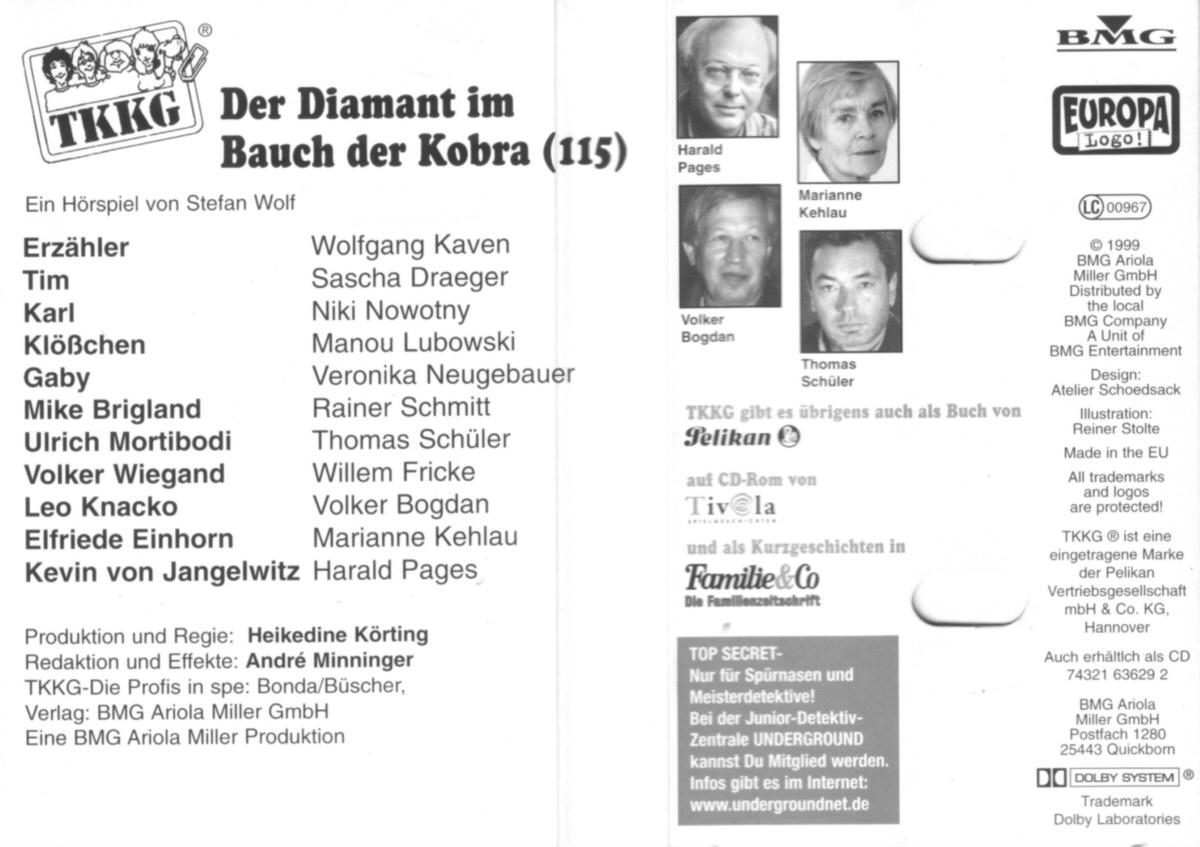 TKKG ®
Der Diamant im
Bauch der Kobra (115)
Ein Hörspiel von Stefan Wolf
Erzähler Wolfgang Kaven
Tim Sascha Draeger
Karl Niki Nowotny
Klößchen Manou Lubowski
Gaby Veronika Neugebauer
Mike Brigland Rainer Schmitt
Ulrich Mortibodi Thomas Schüler
Volker Wiegand Willem Fricke
Leo Knacko Volker Bogdan
Elfriede Einhorn Marianne Kehlau
Kevin von Jangelwitz Harald Pages
Produktion und Regie: Heikedine Körting
Redaktion und Effekte: André Minninger
TKKG-Die Profis in spe: Bonda/Büscher,
Verlag: BMG Ariola Miller GmbH
Eine BMG Ariola Miller Produktion
Harald
Pages
Marianne
Kehlau
Volker
Bogdan
Thomas
Schüler
TKKG gibt es übrigens auch als Buch von
Pelikan
auf CD-Rom von
Tivola
SPIELGESCHICHTEN
und als Kurzgeschichten in
Familie&Co
Die Familienzeitschrift
TOP SECRET-
Nur für Spürnasen und
Meisterdetektive!
Bei der Junior-Detektiv-
Zentrale UNDERGROUND
kannst Du Mitglied werden.
Infos gibt es im Internet:
www.undergroundnet.de
BMG
EUROPA
Logo!
LC 00967
© 1999
BMG Ariola
Miller GmbH
Distributed by
the local
BMG Company
A Unit of
BMG Entertainment
Design:
Atelier Schoedsack
Illustration:
Reiner Stolte
Made in the EU
All trademarks
and logos
are protected!
TKKG ® ist eine
eingetragene Marke
der Pelikan
Vertriebsgesellschaft
mbH & Co. KG,
Hannover
Auch erhältlch als CD
74321 63629 2
BMG Ariola
Miller GmbH
Postfach 1280
25443 Quickborn
DOLBY SYSTEM ®
Trademark
Dolby Laboratories